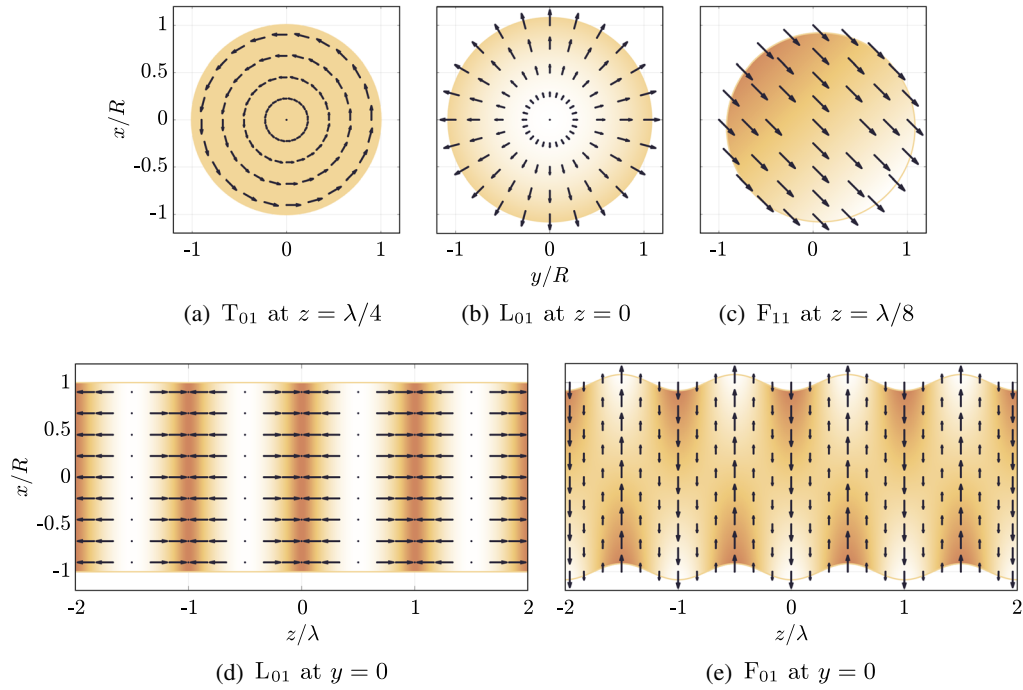 1
0.5
0
-0.5
-1
x/R
-1 0 1
-1 0 1
-1 0 1
y/R
(a) T₀₁ at z = λ/4
(b) L₀₁ at z = 0
(c) F₁₁ at z = λ/8
1
0.5
0
-0.5
-1
x/R
-2 -1 0 1 2
-2 -1 0 1 2
z/λ
z/λ
(d) L₀₁ at y = 0
(e) F₀₁ at y = 0